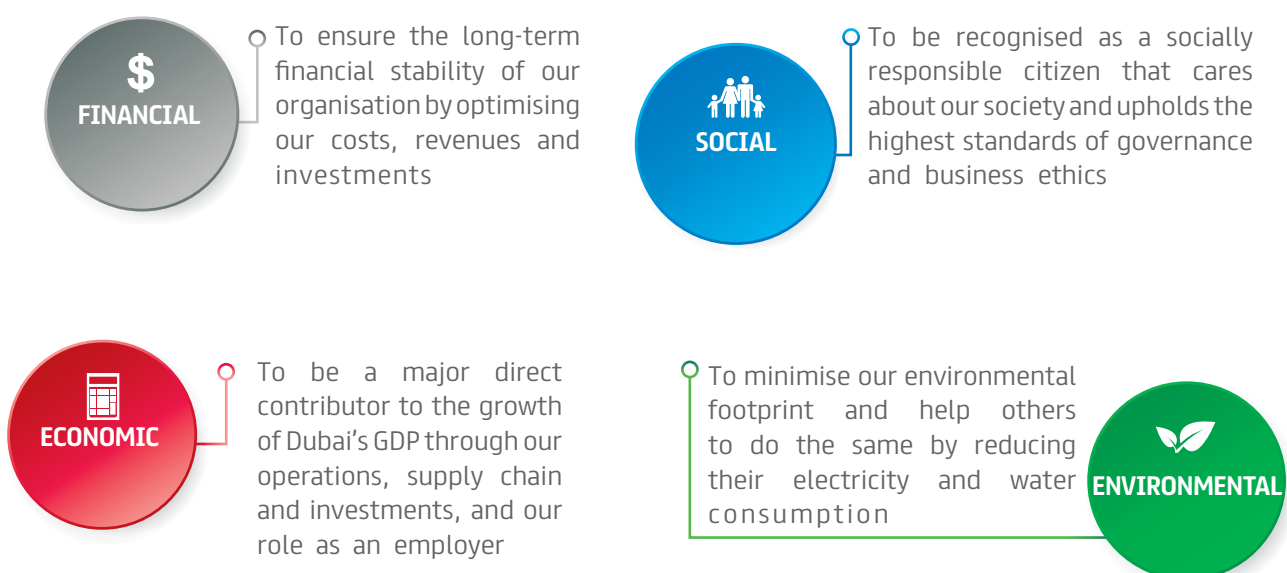 $
FINANCIAL
To ensure the long-term
financial stability of our
organisation by optimising
our costs, revenues and
investments
SOCIAL
To be recognised as a socially
responsible citizen that cares
about our society and upholds the
highest standards of governance
and business ethics
ECONOMIC
To be a major direct
contributor to the growth
of Dubai’s GDP through our
operations, supply chain
and investments, and our
role as an employer
To minimise our environmental
footprint and help others
to do the same by reducing
their electricity and water
consumption
ENVIRONMENTAL